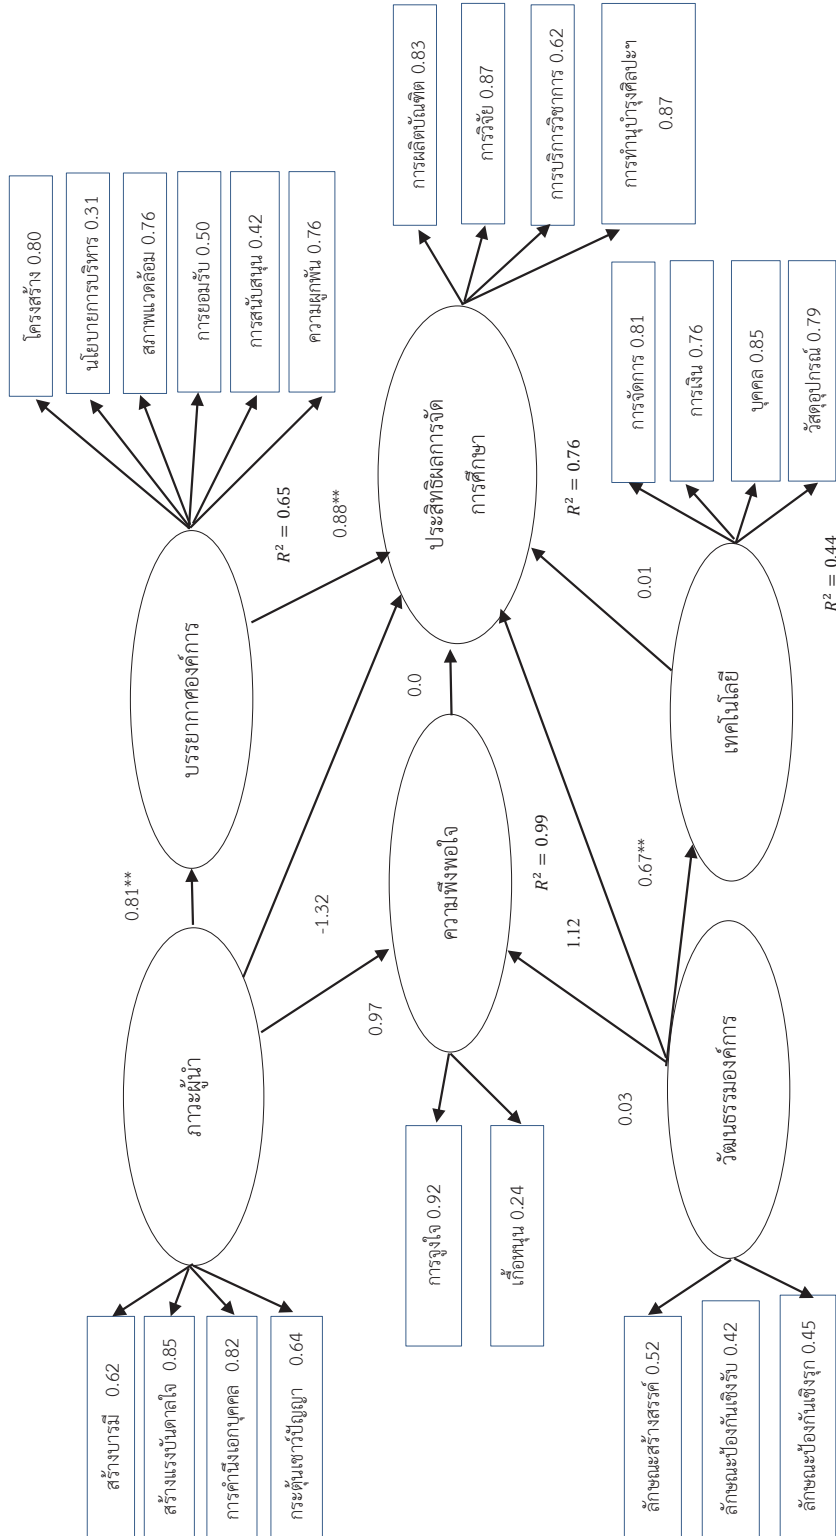 สร้างบารมี 0.62
สร้างแรงบันดาลใจ 0.85
การคำนึงเอกบุคคล 0.82
กระตุ้นเชาว์ปัญญา 0.64
ภาวะผู้นำ
0.81**
บรรยากาศองค์การ
โครงสร้าง 0.80
นโยบายการบริหาร 0.31
สภาพแวดล้อม 0.76
การยอมรับ 0.50
การสนับสนุน 0.42
ความผูกพัน 0.76
R² = 0.65
0.88**
-1.32
0.97
การจูงใจ 0.92
เกื้อหนุน 0.24
ความพึงพอใจ
R² = 0.99
0.0
ประสิทธิผลการจัด
การศึกษา
R² = 0.76
การผลิตบัณฑิต 0.83
การวิจัย 0.87
การบริการวิชาการ 0.62
การทำนุบำรุงศิลปะฯ
0.87
1.12
0.03
0.67**
0.01
ลักษณะสร้างสรรค์ 0.52
ลักษณะป้องกันเชิงรับ 0.42
ลักษณะป้องกันเชิงรุก 0.45
วัฒนธรรมองค์การ
เทคโนโลยี
การจัดการ 0.81
การเงิน 0.76
บุคคล 0.85
วัสดุอุปกรณ์ 0.79
R² = 0.44